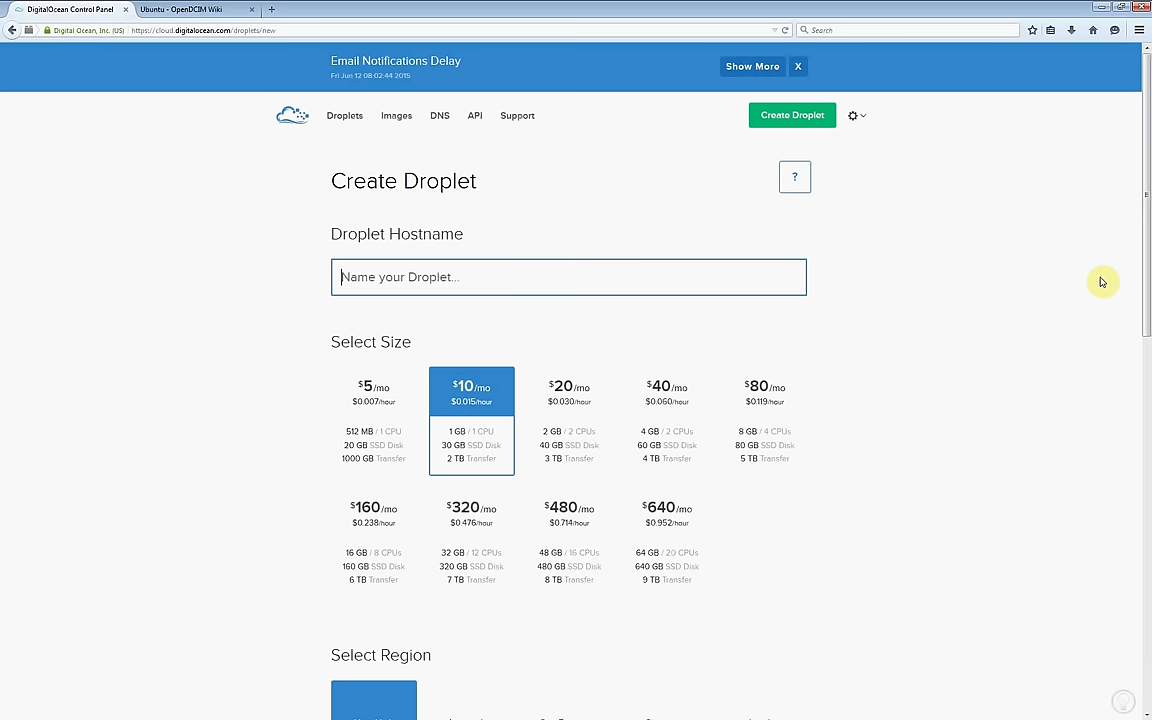 DigitalOcean Control Panel
Ubuntu - OpenDCIM Wiki
Digital Ocean, Inc. (US)
https://cloud.digitalocean.com/droplets/new
Search
Email Notifications Delay
Fri Jun 12 08:02:44 2015
Show More
X
Droplets
Images
DNS
API
Support
Create Droplet
Create Droplet
?
Droplet Hostname
Name your Droplet...
Select Size
$5/mo $10/mo $20/mo $40/mo $80/mo
$0.007/hour $0.015/hour $0.030/hour $0.060/hour $0.119/hour
512 MB / 1 CPU 1 GB / 1 CPU 2 GB / 2 CPUs 4 GB / 2 CPUs 8 GB / 4 CPUs
20 GB SSD Disk 30 GB SSD Disk 40 GB SSD Disk 60 GB SSD Disk 80 GB SSD Disk
1000 GB Transfer 2 TB Transfer 3 TB Transfer 4 TB Transfer 5 TB Transfer
$160/mo $320/mo $480/mo $640/mo
$0.238/hour $0.476/hour $0.714/hour $0.952/hour
16 GB / 8 CPUs 32 GB / 12 CPUs 48 GB / 16 CPUs 64 GB / 20 CPUs
160 GB SSD Disk 320 GB SSD Disk 480 GB SSD Disk 640 GB SSD Disk
6 TB Transfer 7 TB Transfer 8 TB Transfer 9 TB Transfer
Select Region